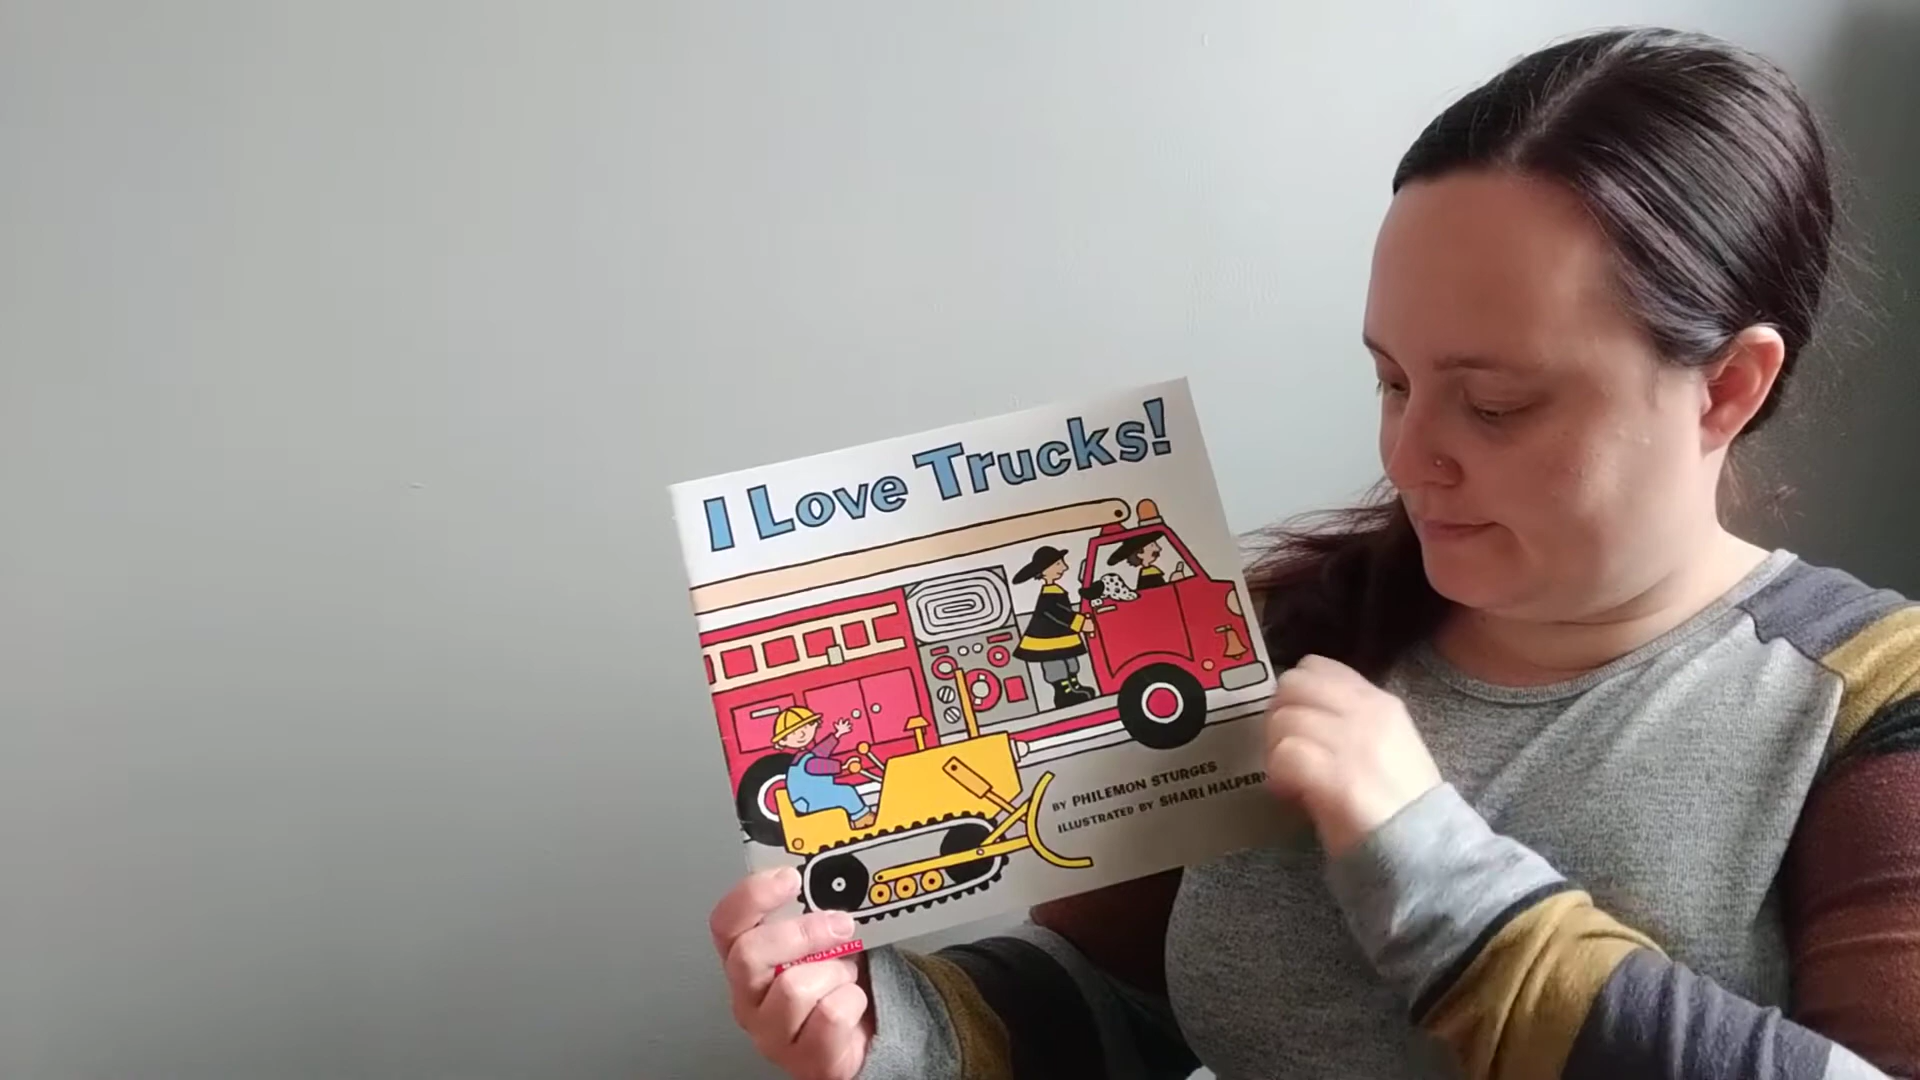 I Love Trucks!
BY PHILEMON STURGES
ILLUSTRATED BY SHARI HALPERN
SCHOLASTIC